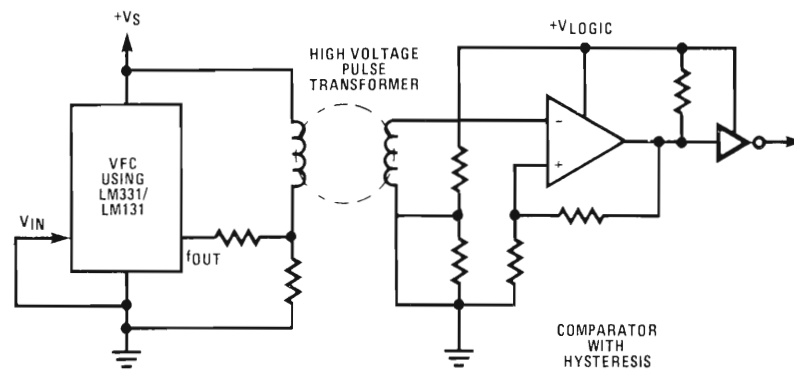 +VS
HIGH VOLTAGE
PULSE
TRANSFORMER
+VLOGIC
VFC
USING
LM331/
LM131
VIN
fOUT
-
+
COMPARATOR
WITH
HYSTERESIS